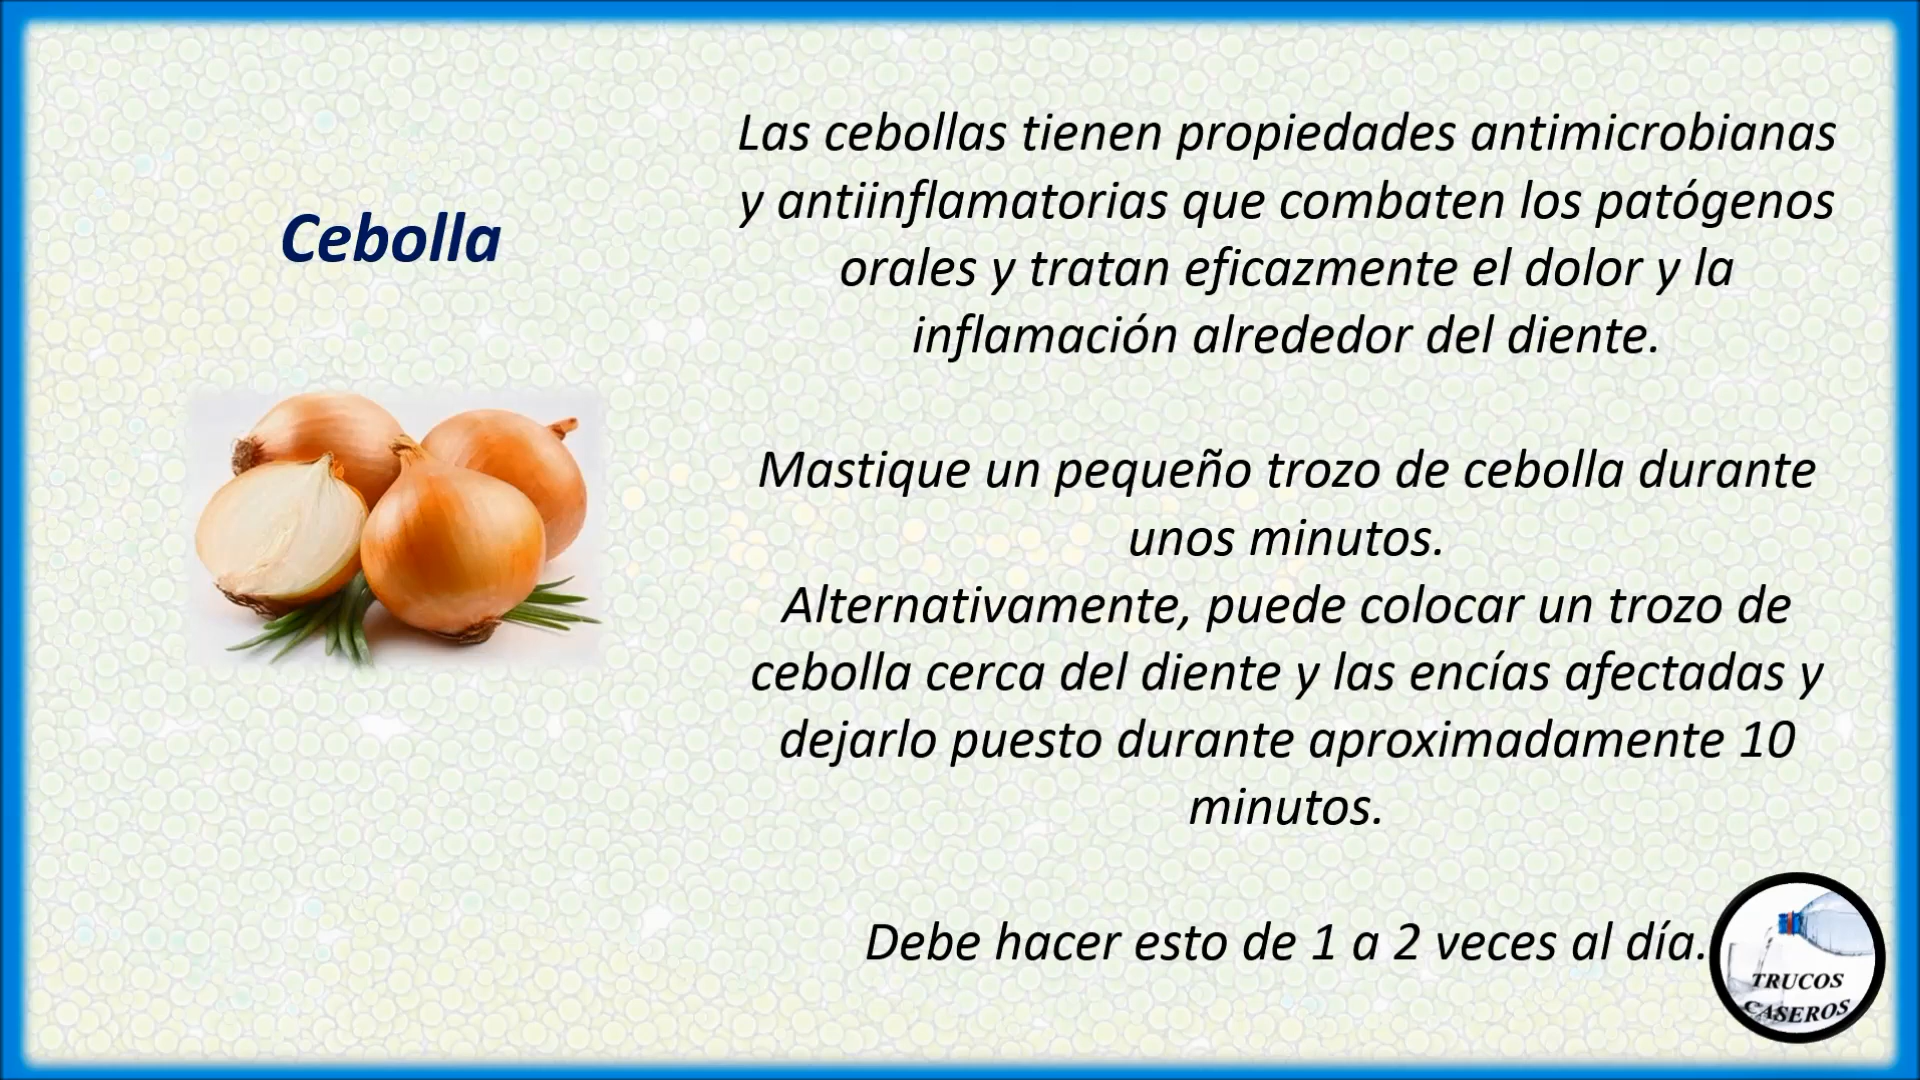 Cebolla
Las cebollas tienen propiedades antimicrobianas
y antiinflamatorias que combaten los patógenos
orales y tratan eficazmente el dolor y la
inflamación alrededor del diente.
Mastique un pequeño trozo de cebolla durante
unos minutos.
Alternativamente, puede colocar un trozo de
cebolla cerca del diente y las encías afectadas y
dejarlo puesto durante aproximadamente 10
minutos.
Debe hacer esto de 1 a 2 veces al día.
TRUCOS
CASEROS